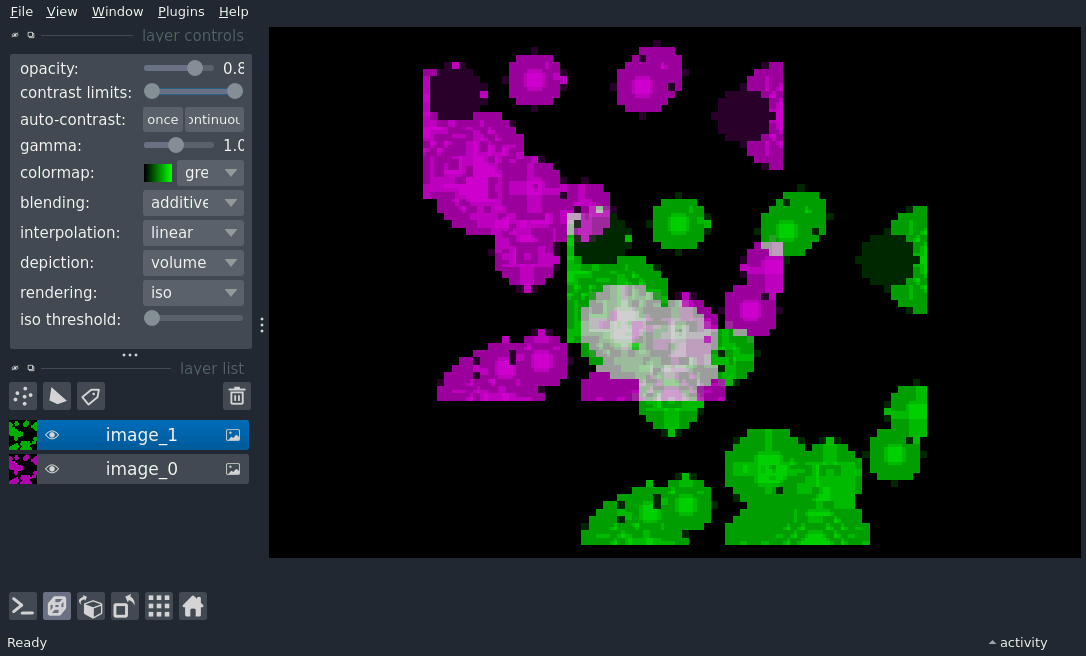 File View Window Plugins Help
layer controls
opacity: 0.8
contrast limits:
auto-contrast: once ontinuou
gamma: 1.0
colormap: gre
blending: additive
interpolation: linear
depiction: volume
rendering: iso
iso threshold:
layer list
image_1
image_0
Ready activity